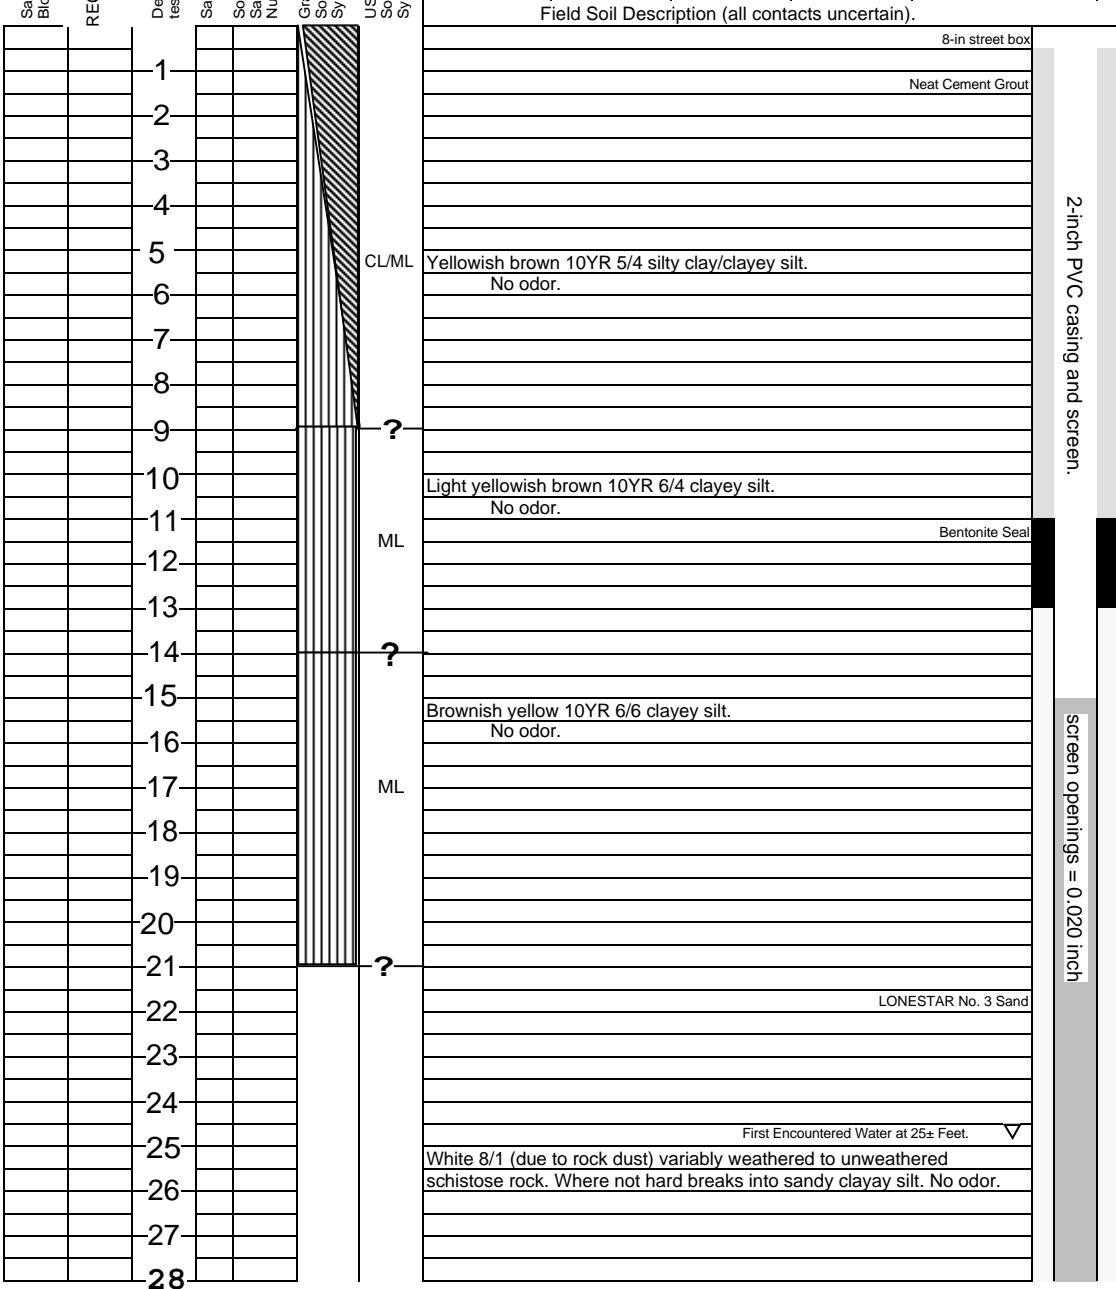 Field Soil Description (all contacts uncertain).
8-in street box
1
Neat Cement Grout
2
3
4
5
CL/ML
Yellowish brown 10YR 5/4 silty clay/clayey silt.
No odor.
6
7
8
9
?
10
Light yellowish brown 10YR 6/4 clayey silt.
No odor.
11
ML
Bentonite Seal
12
13
14
?
15
Brownish yellow 10YR 6/6 clayey silt.
No odor.
16
17
ML
18
19
20
21
?
LONESTAR No. 3 Sand
22
23
24
First Encountered Water at 25± Feet.
25
White 8/1 (due to rock dust) variably weathered to unweathered
schistose rock. Where not hard breaks into sandy clayay silt. No odor.
26
27
28
2-inch PVC casing and screen.
screen openings = 0.020 inch